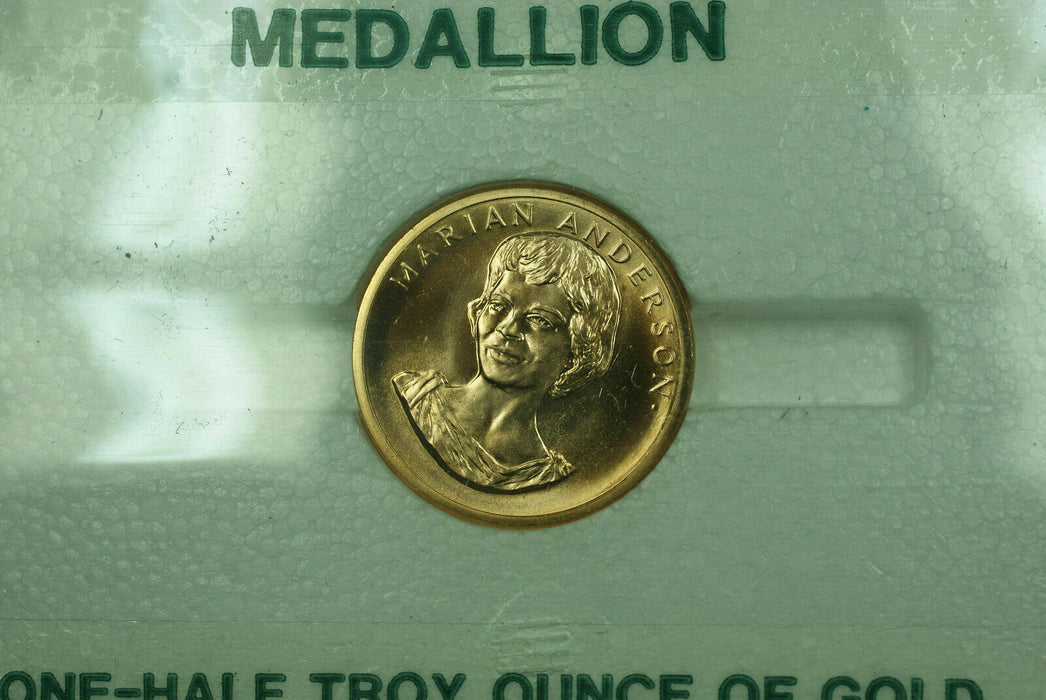 MEDALLION
MARIAN ANDERSON
ONE-HALF TROY OUNCE OF GOLD